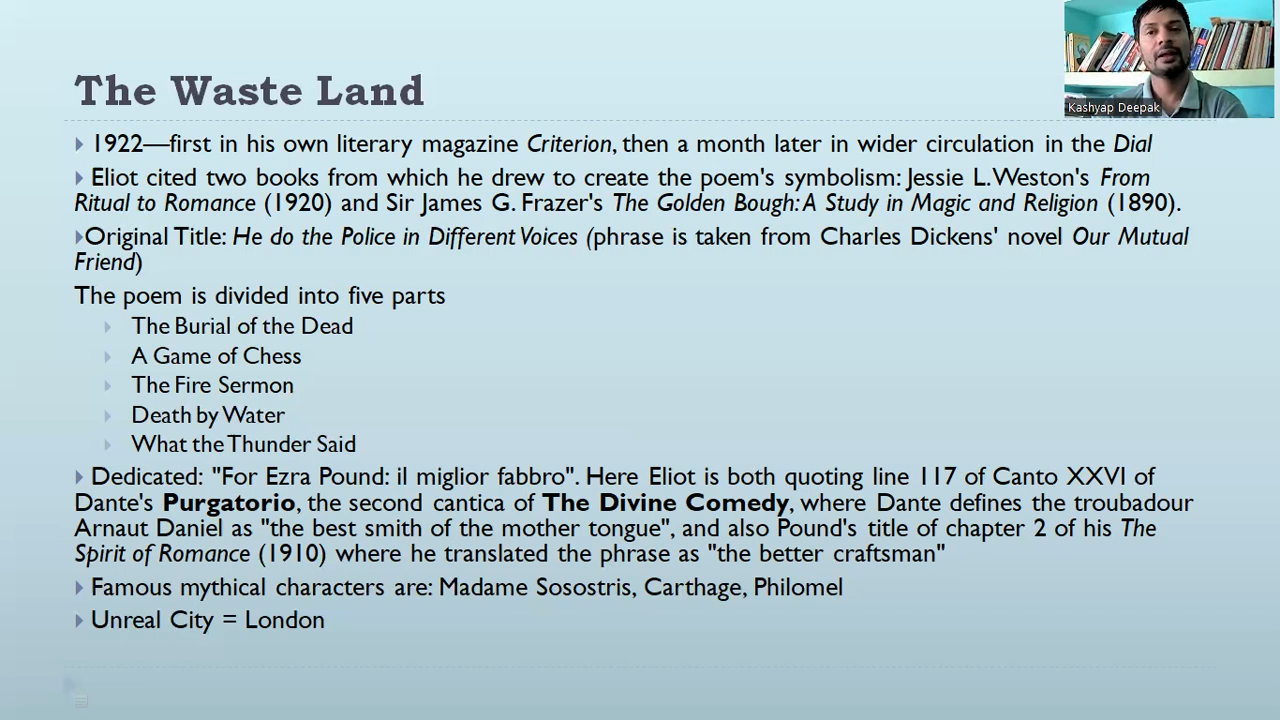 The Waste Land
Kashyap Deepak
1922—first in his own literary magazine Criterion, then a month later in wider circulation in the Dial
Eliot cited two books from which he drew to create the poem's symbolism: Jessie L. Weston's From
Ritual to Romance (1920) and Sir James G. Frazer's The Golden Bough: A Study in Magic and Religion (1890).
Original Title: He do the Police in Different Voices (phrase is taken from Charles Dickens' novel Our Mutual
Friend)
The poem is divided into five parts
The Burial of the Dead
A Game of Chess
The Fire Sermon
Death by Water
What the Thunder Said
Dedicated: "For Ezra Pound: il miglior fabbro". Here Eliot is both quoting line 117 of Canto XXVI of
Dante's Purgatorio, the second cantica of The Divine Comedy, where Dante defines the troubadour
Arnaut Daniel as "the best smith of the mother tongue", and also Pound's title of chapter 2 of his The
Spirit of Romance (1910) where he translated the phrase as "the better craftsman"
Famous mythical characters are: Madame Sosostris, Carthage, Philomel
Unreal City = London